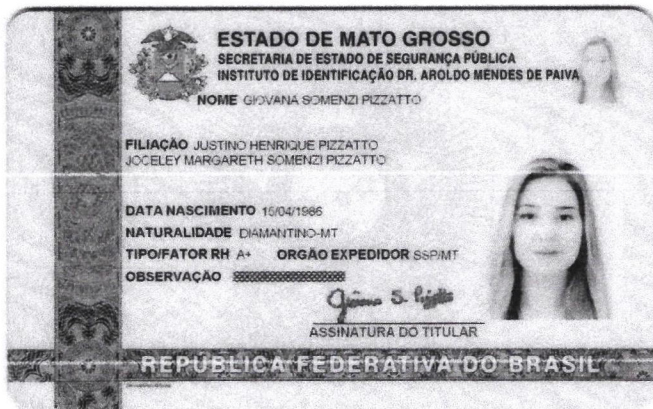 ESTADO DE MATO GROSSO
SECRETARIA DE ESTADO DE SEGURANÇA PÚBLICA
INSTITUTO DE IDENTIFICAÇÃO DR. AROLDO MENDES DE PAIVA
NOME GIOVANA SOMENZI PIZZATTO
FILIAÇÃO JUSTINO HENRIQUE PIZZATTO
JOCELEY MARGARETH SOMENZI PIZZATTO
DATA NASCIMENTO 15/04/1986
NATURALIDADE DIAMANTINO-MT
TIPO/FATOR RH A+ ORGÃO EXPEDIDOR SSP/MT
OBSERVAÇÃO
Giovana S. Pizzatto
ASSINATURA DO TITULAR
REPÚBLICA FEDERATIVA DO BRASIL